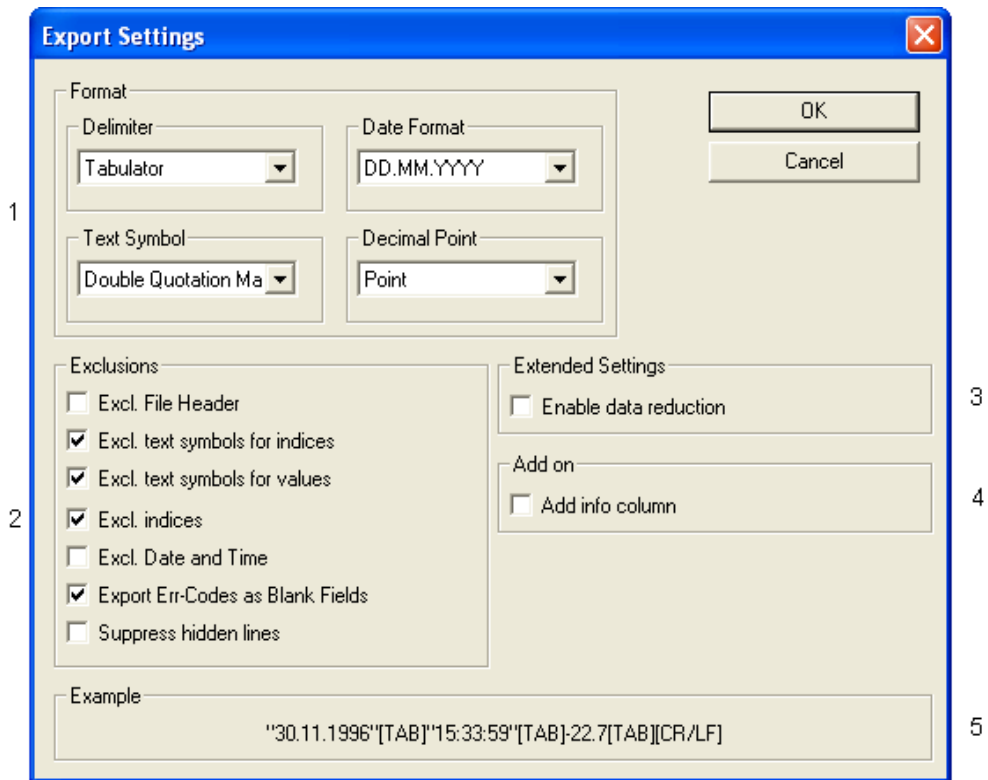 Export Settings
Format
OK
Delimiter
Date Format
Tabulator
DD.MM.YYYY
Cancel
1
Text Symbol
Decimal Point
Double Quotation Ma
Point
Exclusions
Extended Settings
Excl. File Header
Enable data reduction
3
Excl. text symbols for indices
Excl. text symbols for values
Add on
Excl. indices
Add info column
4
2
Excl. Date and Time
Export Err-Codes as Blank Fields
Suppress hidden lines
Example
"30.11.1996"[TAB]"15:33:59"[TAB]-22.7[TAB][CR/LF]
5